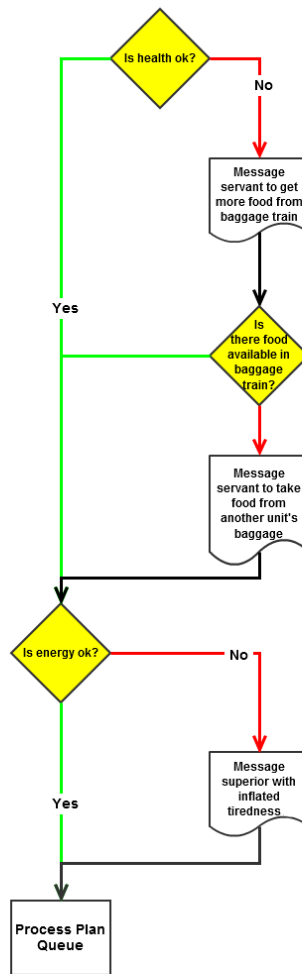 Is health ok?
No
Message
servant to get
more food from
baggage train
Yes
Is
there food
available in
baggage
train?
Message
servant to take
food from
another unit's
baggage
Is energy ok?
No
Message
superior with
inflated
tiredness
Yes
Process Plan
Queue